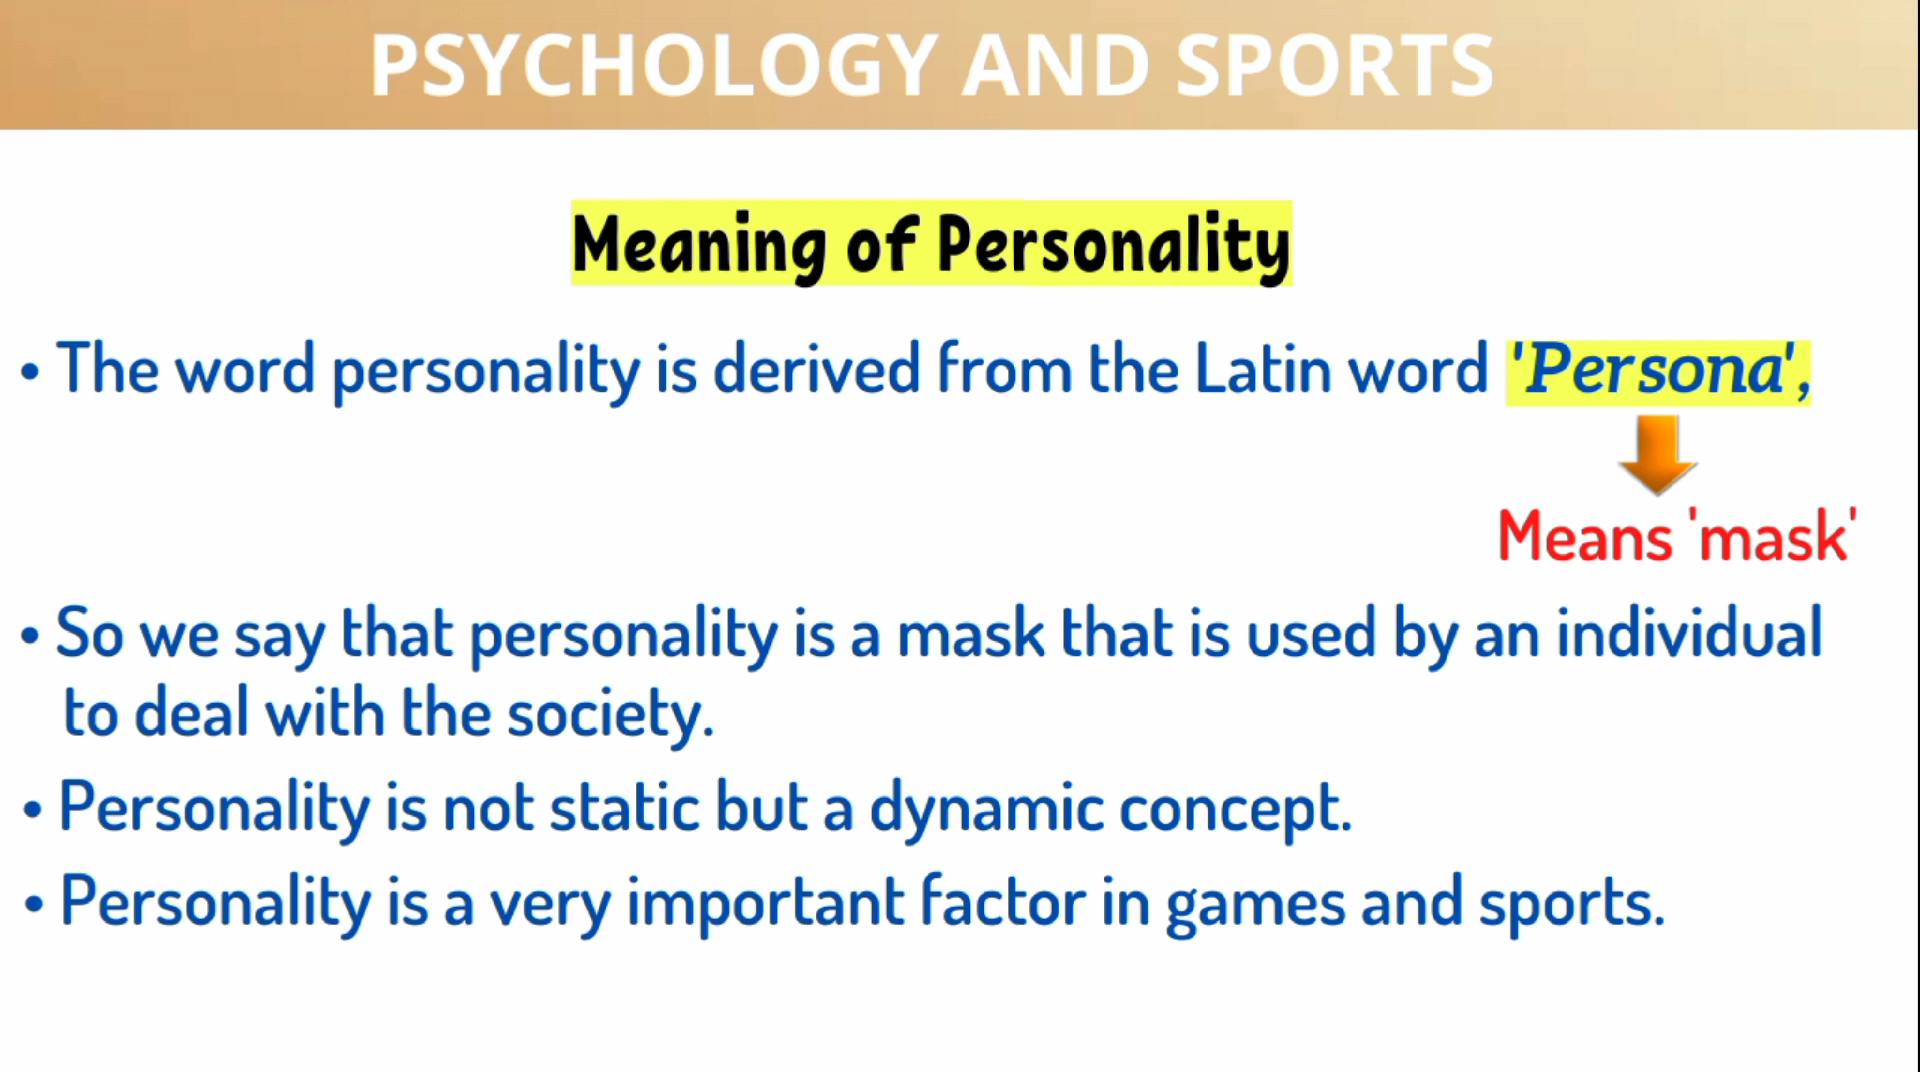 PSYCHOLOGY AND SPORTS
Meaning of Personality
• The word personality is derived from the Latin word 'Persona',
Means 'mask'
• So we say that personality is a mask that is used by an individual
to deal with the society.
• Personality is not static but a dynamic concept.
• Personality is a very important factor in games and sports.